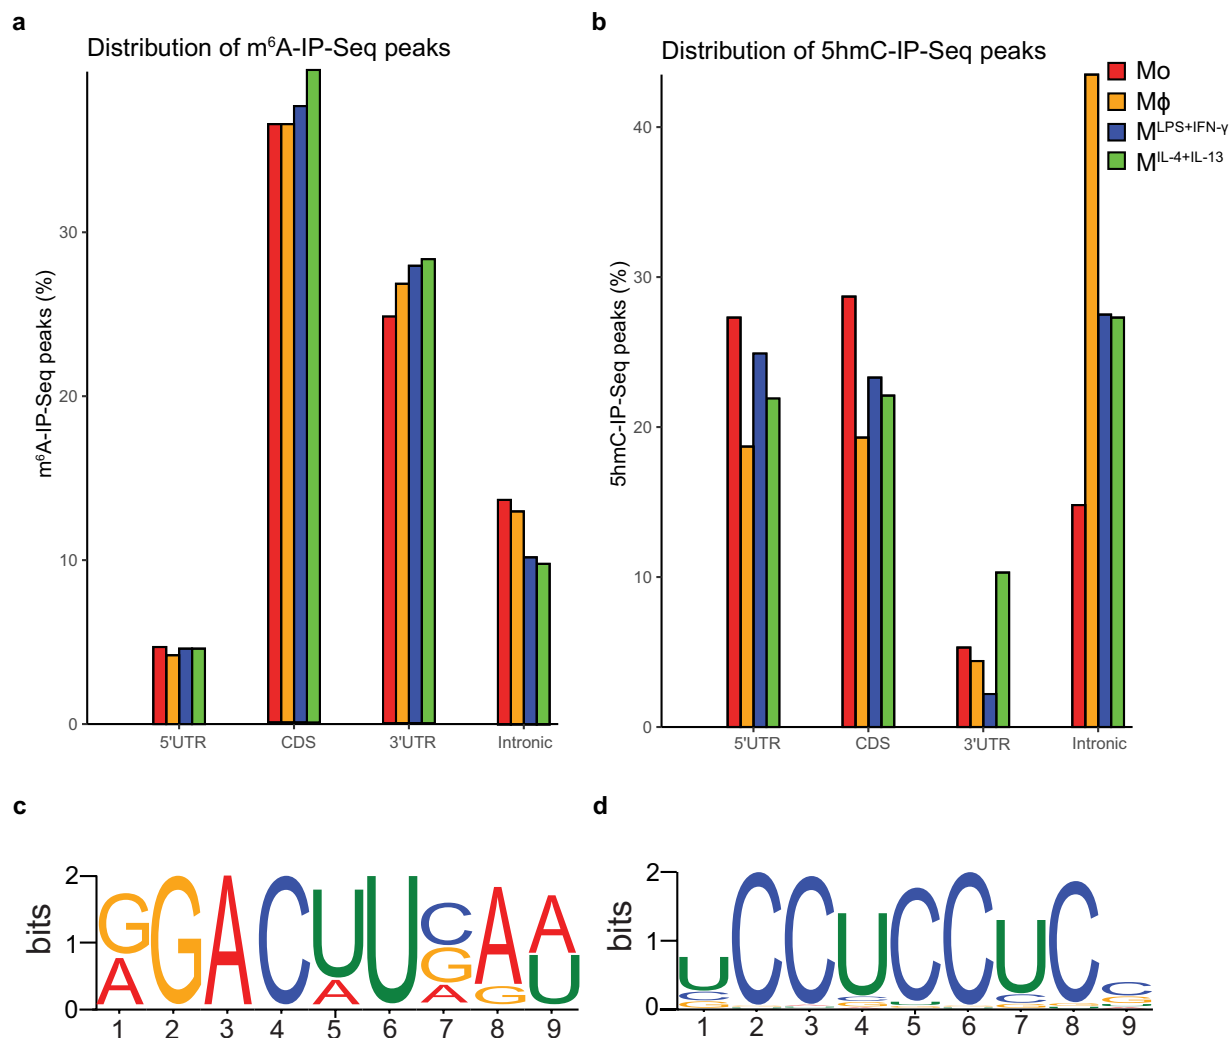 a
Distribution of m⁶A-IP-Seq peaks
m⁶A-IP-Seq peaks (%)
30
20
10
0
5'UTR CDS 3'UTR Intronic
b
Distribution of 5hmC-IP-Seq peaks
Mo
Mϕ
M^LPS+IFN-γ
M^IL-4+IL-13
5hmC-IP-Seq peaks (%)
40
30
20
10
0
5'UTR CDS 3'UTR Intronic
c
bits
2
1
0
G G A C U U C A A
A A G G U
A
1 2 3 4 5 6 7 8 9
d
bits
2
1
0
U C C U C C U C C
C C U C G
G G G
1 2 3 4 5 6 7 8 9